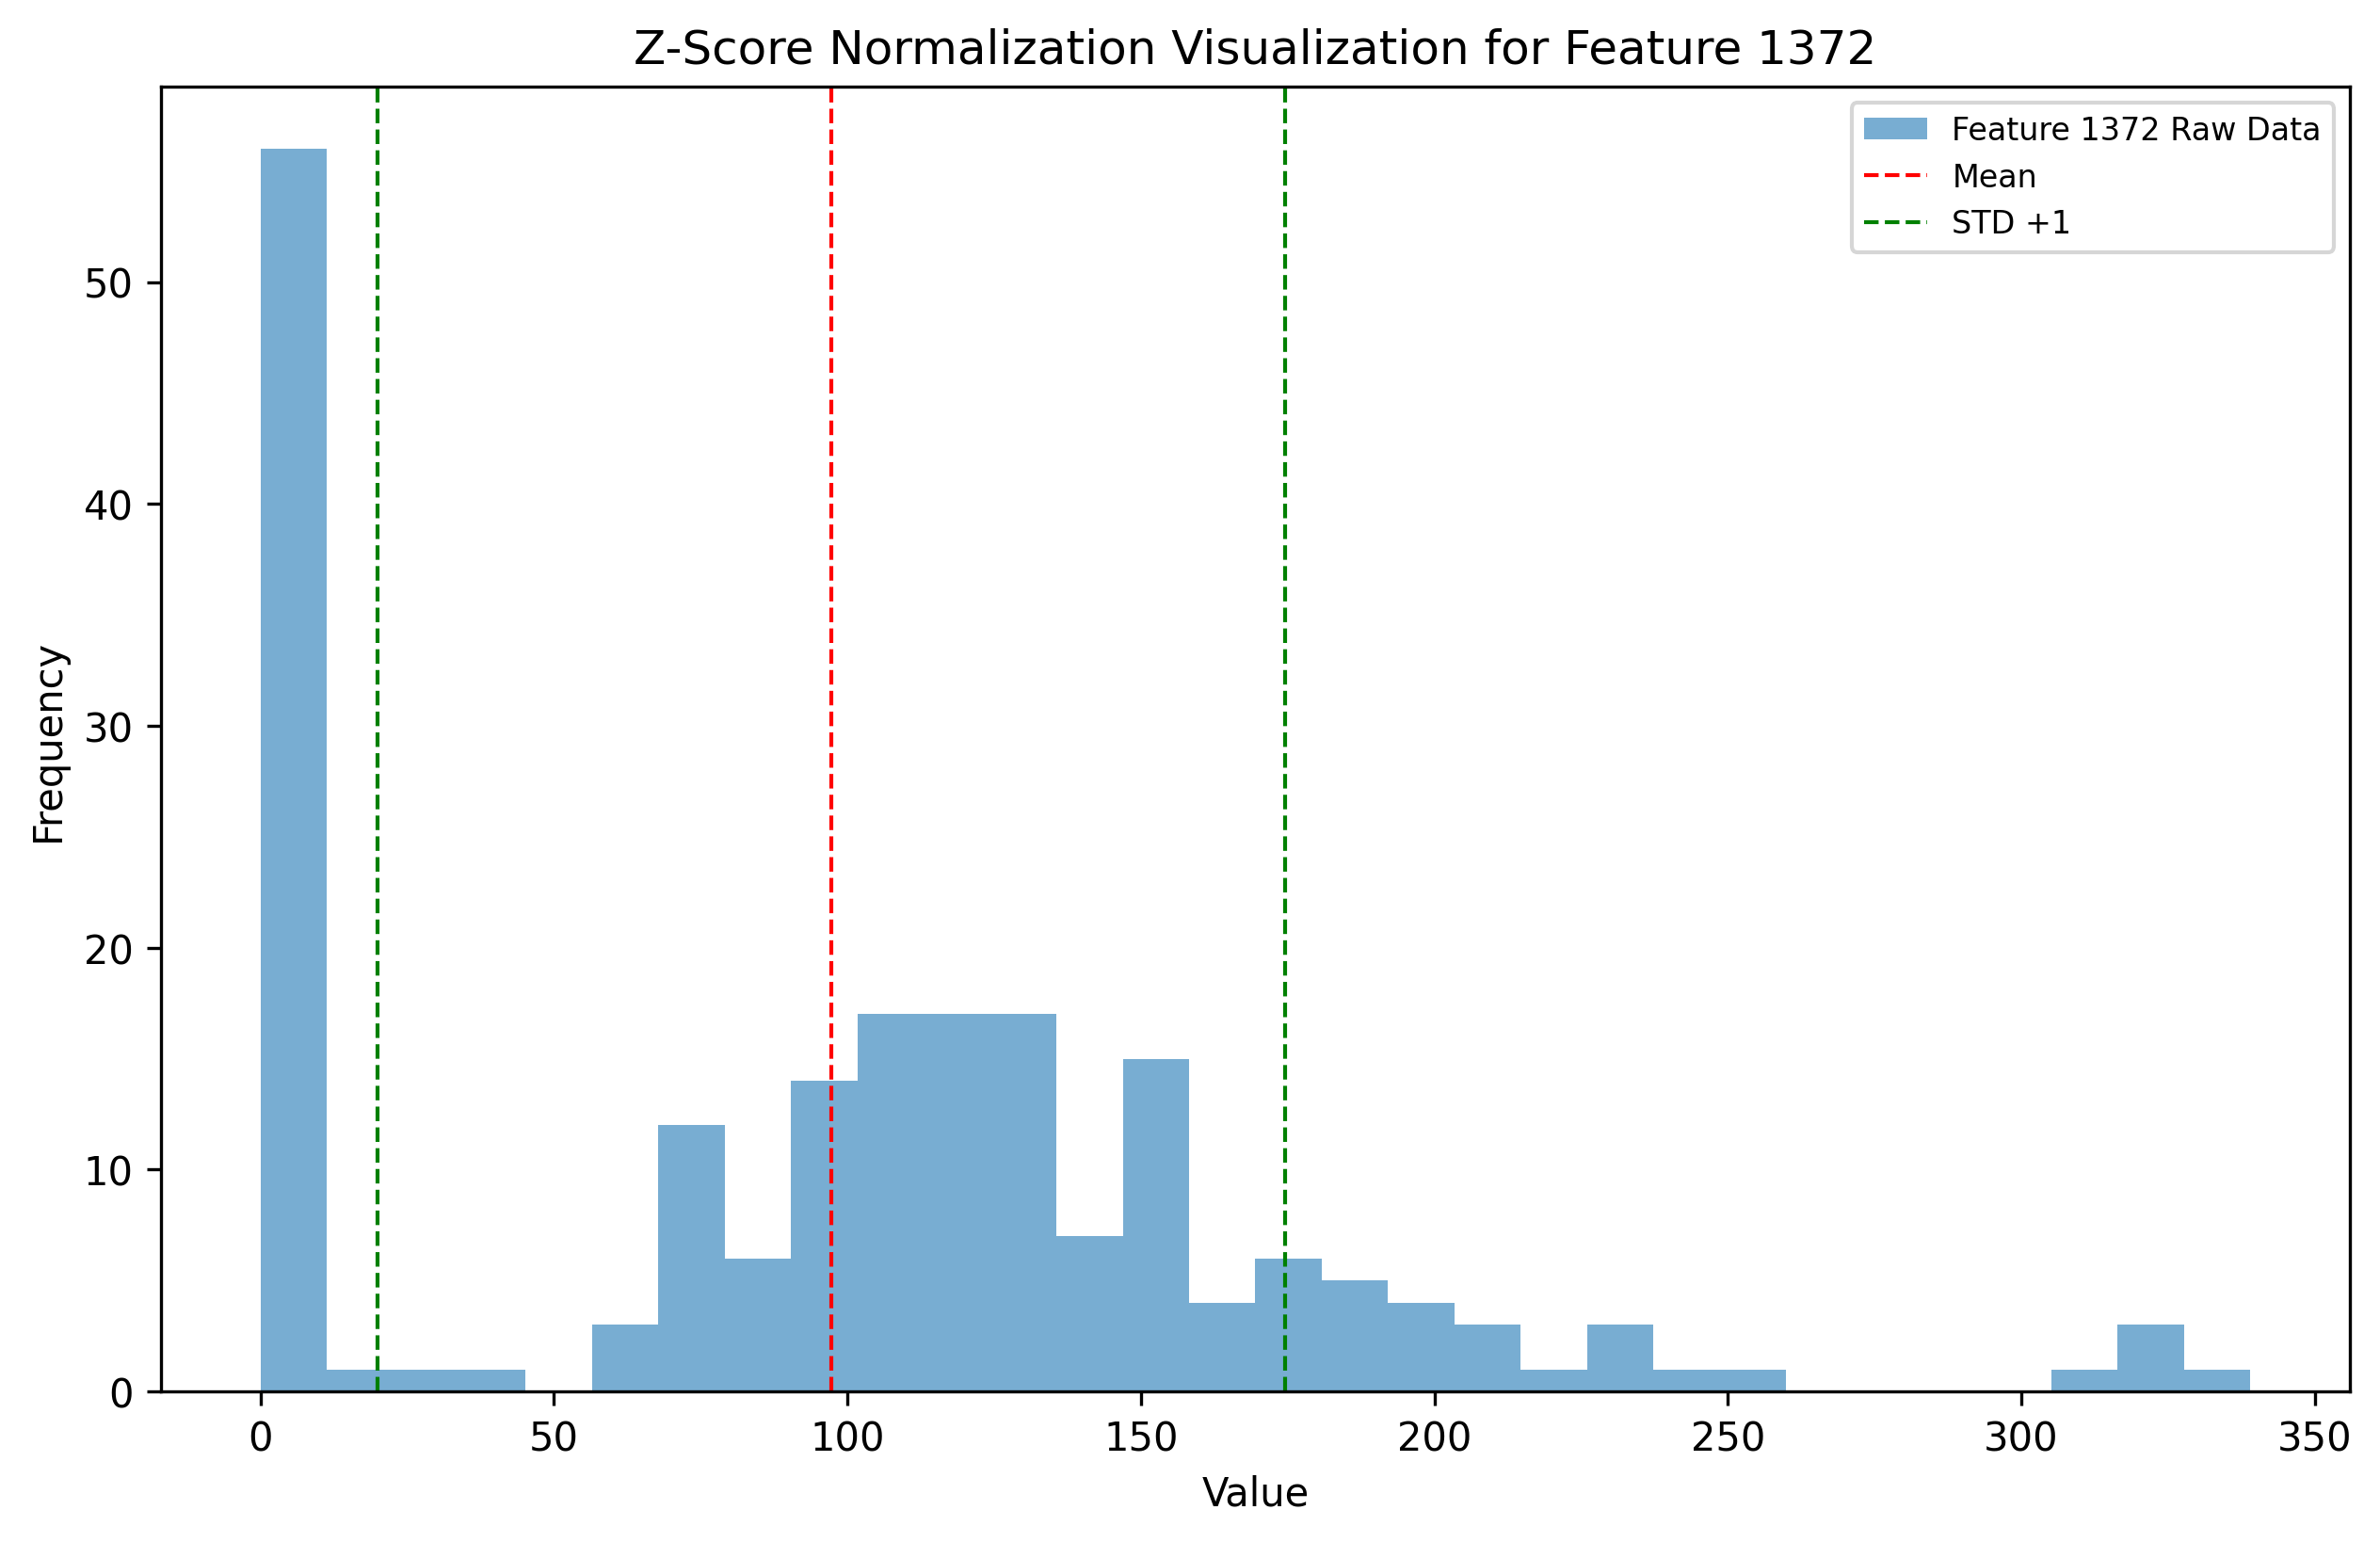 Z-Score Normalization Visualization for Feature 1372
Feature 1372 Raw Data
Mean
STD +1
Frequency
50
40
30
20
10
0
0 50 100 150 200 250 300 350
Value